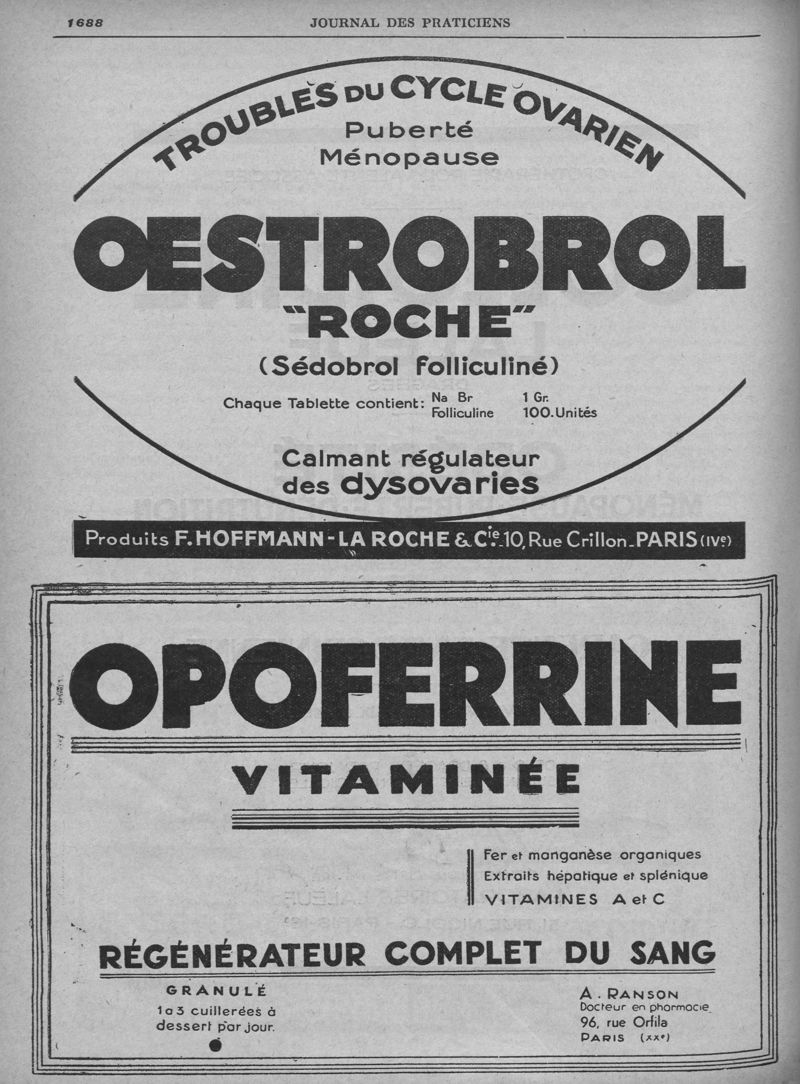 1688
JOURNAL DES PRATICIENS
TROUBLES DU CYCLE OVARIEN
Puberté
Ménopause
OESTROBROL
"ROCHE"
(Sédobrol folliculiné)
Chaque Tablette contient: Na Br 1 Gr.
Folliculine 100.Unités
Calmant régulateur
des dysovaries
Produits F. HOFFMANN-LA ROCHE & Cie. 10, Rue Crillon_PARIS (IVe)
OPOFERRINE
VITAMINÉE
Fer et manganèse organiques
Extraits hépatique et splénique
VITAMINES A et C
RÉGÉNÉRATEUR COMPLET DU SANG
GRANULÉ
1 a 3 cuillerées à
dessert par jour.
A. RANSON
Docteur en pharmacie
96, rue Orfila
PARIS (XXe)